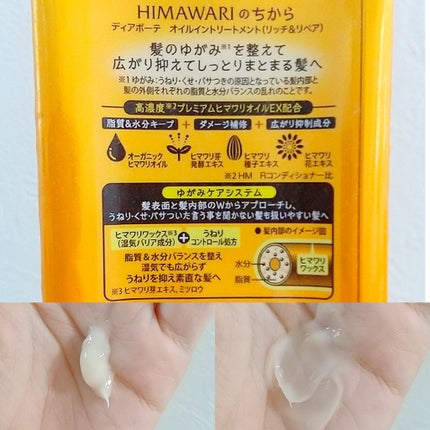 HIMAWARIのちから
ディアボーテ オイルイントリートメント(リッチ&リペア)
髪のゆがみ※1を整えて
広がり抑えてしっとりまとまる髪へ
※1 ゆがみ:うねり・くせ・パサつきの原因となっている髪内部と
髪の外側それぞれの脂質と水分バランスの乱れのことです。
高濃度※2プレミアムヒマワリオイルEX配合
脂質&水分キープ + ダメージ補修 + 広がり抑制成分
オーガニック
ヒマワリオイル
ヒマワリ芽
発酵エキス
ヒマワリ
種子エキス
ヒマワリ
花エキス
※2 HM Rコンディショナー比
ゆがみケアシステム
髪表面と髪内部のWからアプローチし、
うねり・くせ・パサついた言う事を聞かない髪も扱いやすい髪へ
ヒマワリワックス※3
(湿気バリア成分)
+
うねり
コントロール処方
脂質&水分バランスを整え
湿気でも広がらず
うねりを抑え素直な髪へ
※3 ヒマワリ芽エキス、ミツロウ
●髪内部のイメージ図
水分
脂質
ヒマワリ
ワックス